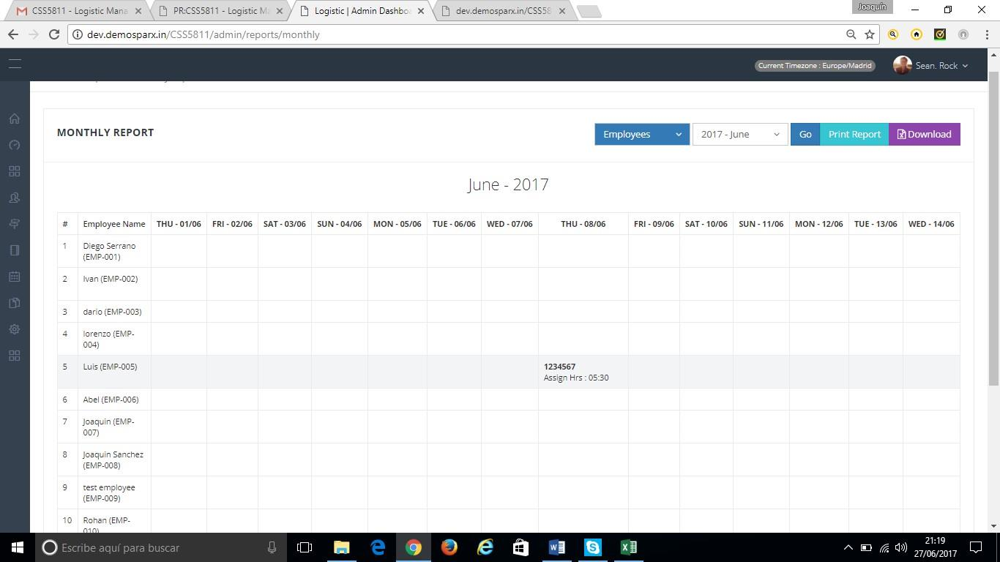 CSS5811 - Logistic Mana
PR:CSS5811 - Logistic Ma
Logistic | Admin Dashbo
dev.demosparx.in/CSS58
Joaquín
dev.demosparx.in/CSS5811/admin/reports/monthly
Current Timezone : Europe/Madrid
Sean. Rock
MONTHLY REPORT
Employees
2017 - June
Go
Print Report
Download
June - 2017
# Employee Name THU - 01/06 FRI - 02/06 SAT - 03/06 SUN - 04/06 MON - 05/06 TUE - 06/06 WED - 07/06 THU - 08/06 FRI - 09/06 SAT - 10/06 SUN - 11/06 MON - 12/06 TUE - 13/06 WED - 14/06
1 Diego Serrano
(EMP-001)
2 Ivan (EMP-002)
3 dario (EMP-003)
4 lorenzo (EMP-
004)
5 Luis (EMP-005) 1234567
Assign Hrs : 05:30
6 Abel (EMP-006)
7 Joaquin (EMP-
007)
8 Joaquin Sanchez
(EMP-008)
9 test employee
(EMP-009)
10 Rohan (EMP-
010)
Escribe aquí para buscar
21:19
27/06/2017